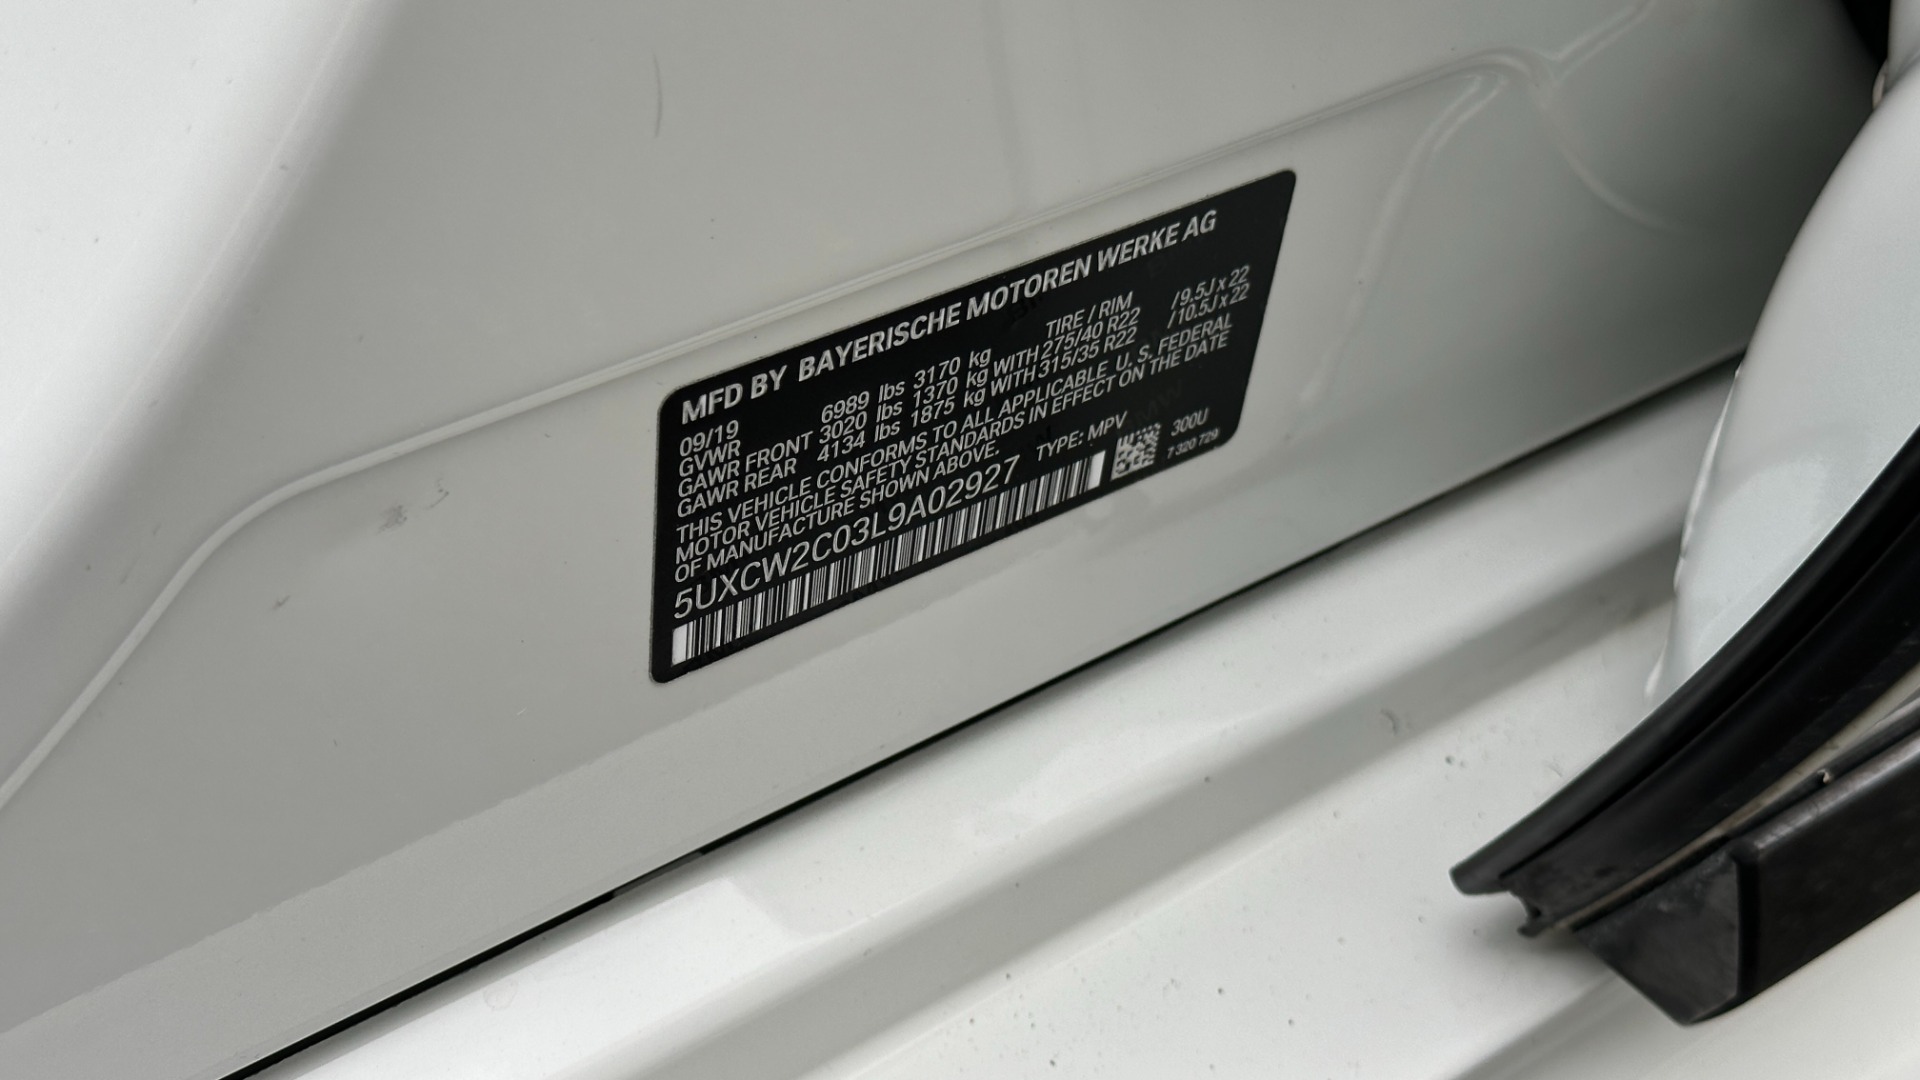 MFD BY BAYERISCHE MOTOREN WERKE AG
09/19 TIRE / RIM
GVWR 6989 lbs 3170 kg
GAWR FRONT 3020 lbs 1370 kg WITH 275/40 R22 /9.5J x 22
GAWR REAR 4134 lbs 1875 kg WITH 315/35 R22 /10.5J x 22
THIS VEHICLE CONFORMS TO ALL APPLICABLE U. S. FEDERAL
MOTOR VEHICLE SAFETY STANDARDS IN EFFECT ON THE DATE
OF MANUFACTURE SHOWN ABOVE.
5UXCW2C03L9A02927 TYPE: MPV 300U
7 320 729